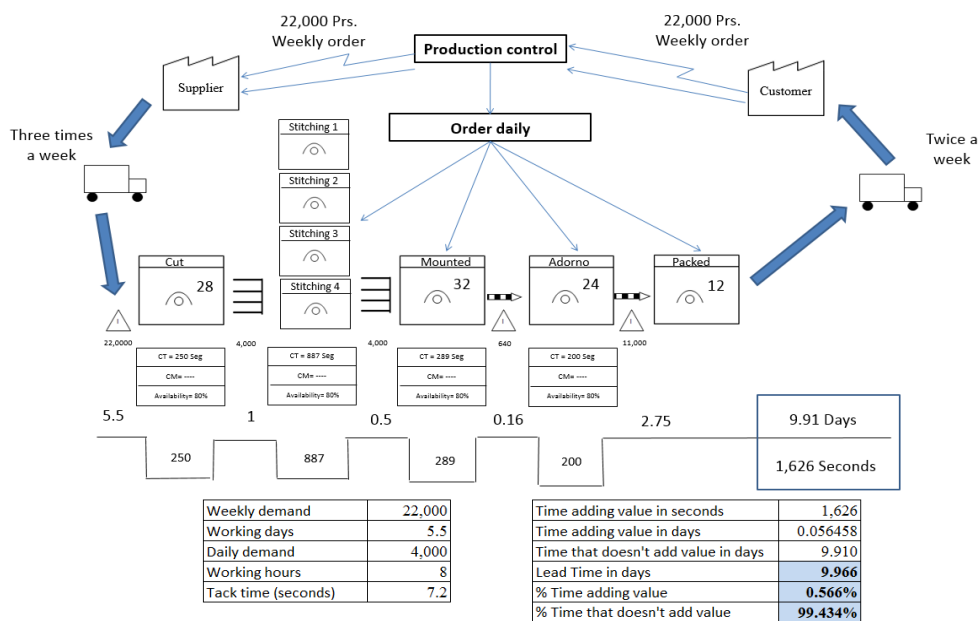 22,000 Prs.
Weekly order
22,000 Prs.
Weekly order
Production control
Supplier
Customer
Three times
a week
Order daily
Twice a
week
Stitching 1
Stitching 2
Stitching 3
Stitching 4
Cut
28
Mounted
32
Adorno
24
Packed
12
I
I
I
22,0000
4,000
4,000
640
11,000
CT = 250 Seg
CM= ----
Availability= 80%
CT = 887 Seg
CM= ----
Availability= 80%
CT = 289 Seg
CM= ----
Availability= 80%
CT = 200 Seg
CM= ----
Availability= 80%
5.5
1
0.5
0.16
2.75
9.91 Days
250
887
289
200
1,626 Seconds
Weekly demand 22,000
Working days 5.5
Daily demand 4,000
Working hours 8
Tack time (seconds) 7.2
Time adding value in seconds 1,626
Time adding value in days 0.056458
Time that doesn't add value in days 9.910
Lead Time in days 9.966
% Time adding value 0.566%
% Time that doesn't add value 99.434%